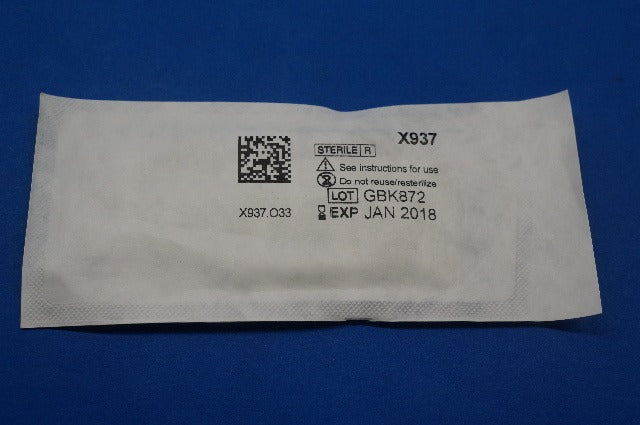 X937
STERILE R
See instructions for use
Do not reuse/resterilize
LOT GBK872
X937.O33
EXP JAN 2018